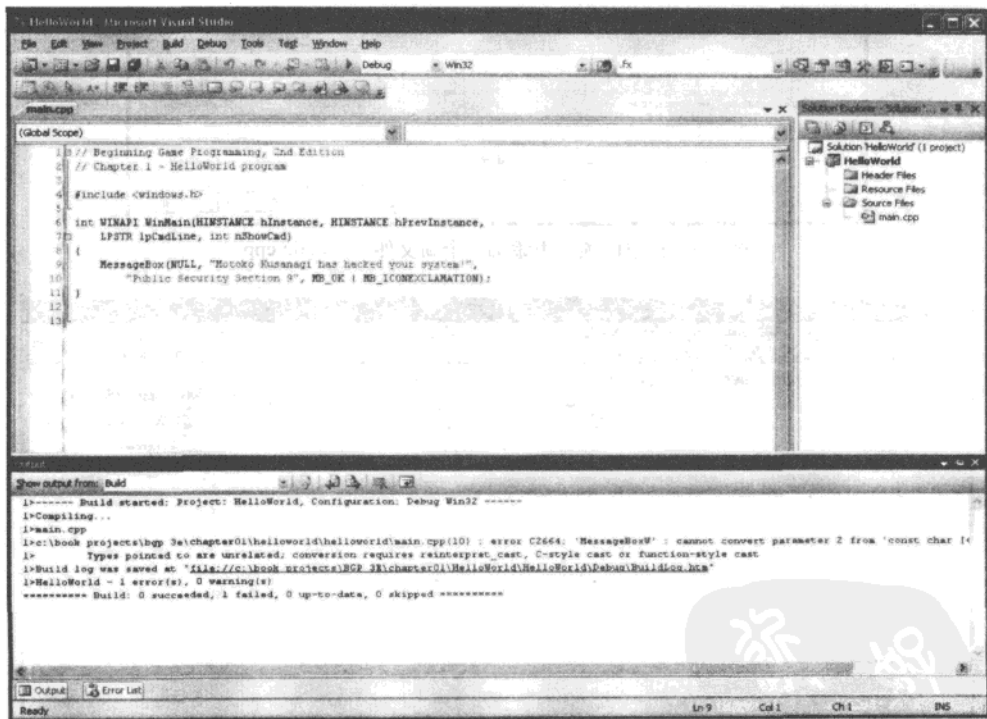 HelloWorld - Microsoft Visual Studio
File Edit View Project Build Debug Tools Test Window Help
Debug Win32 .fx
main.cpp
(Global Scope)
1 // Beginning Game Programming, 2nd Edition
2 // Chapter 1 - HelloWorld program
3
4 #include <windows.h>
5
6 int WINAPI WinMain(HINSTANCE hInstance, HINSTANCE hPrevInstance,
7 LPSTR lpCmdLine, int nShowCmd)
8 {
9 MessageBox(NULL, "Motoko Kusanagi has hacked your system!",
10 "Public Security Section 9", MB_OK | MB_ICONEXCLAMATION);
11 }
12
13
Solution Explorer - Solution '...
Solution 'HelloWorld' (1 project)
HelloWorld
Header Files
Resource Files
Source Files
main.cpp
Output
Show output from: Build
1>------ Build started: Project: HelloWorld, Configuration: Debug Win32 ------
1>Compiling...
1>main.cpp
1>c:\book projects\bgp 3e\chapter01\helloworld\helloworld\main.cpp(10) : error C2664: 'MessageBoxW' : cannot convert parameter 2 from 'const char [4
1> Types pointed to are unrelated; conversion requires reinterpret_cast, C-style cast or function-style cast
1>Build log was saved at "file://c:\book projects\BGP 3E\chapter01\HelloWorld\HelloWorld\Debug\BuildLog.htm"
1>HelloWorld - 1 error(s), 0 warning(s)
========== Build: 0 succeeded, 1 failed, 0 up-to-date, 0 skipped ==========
Output Error List
Ready Ln 9 Col 1 Ch 1 INS